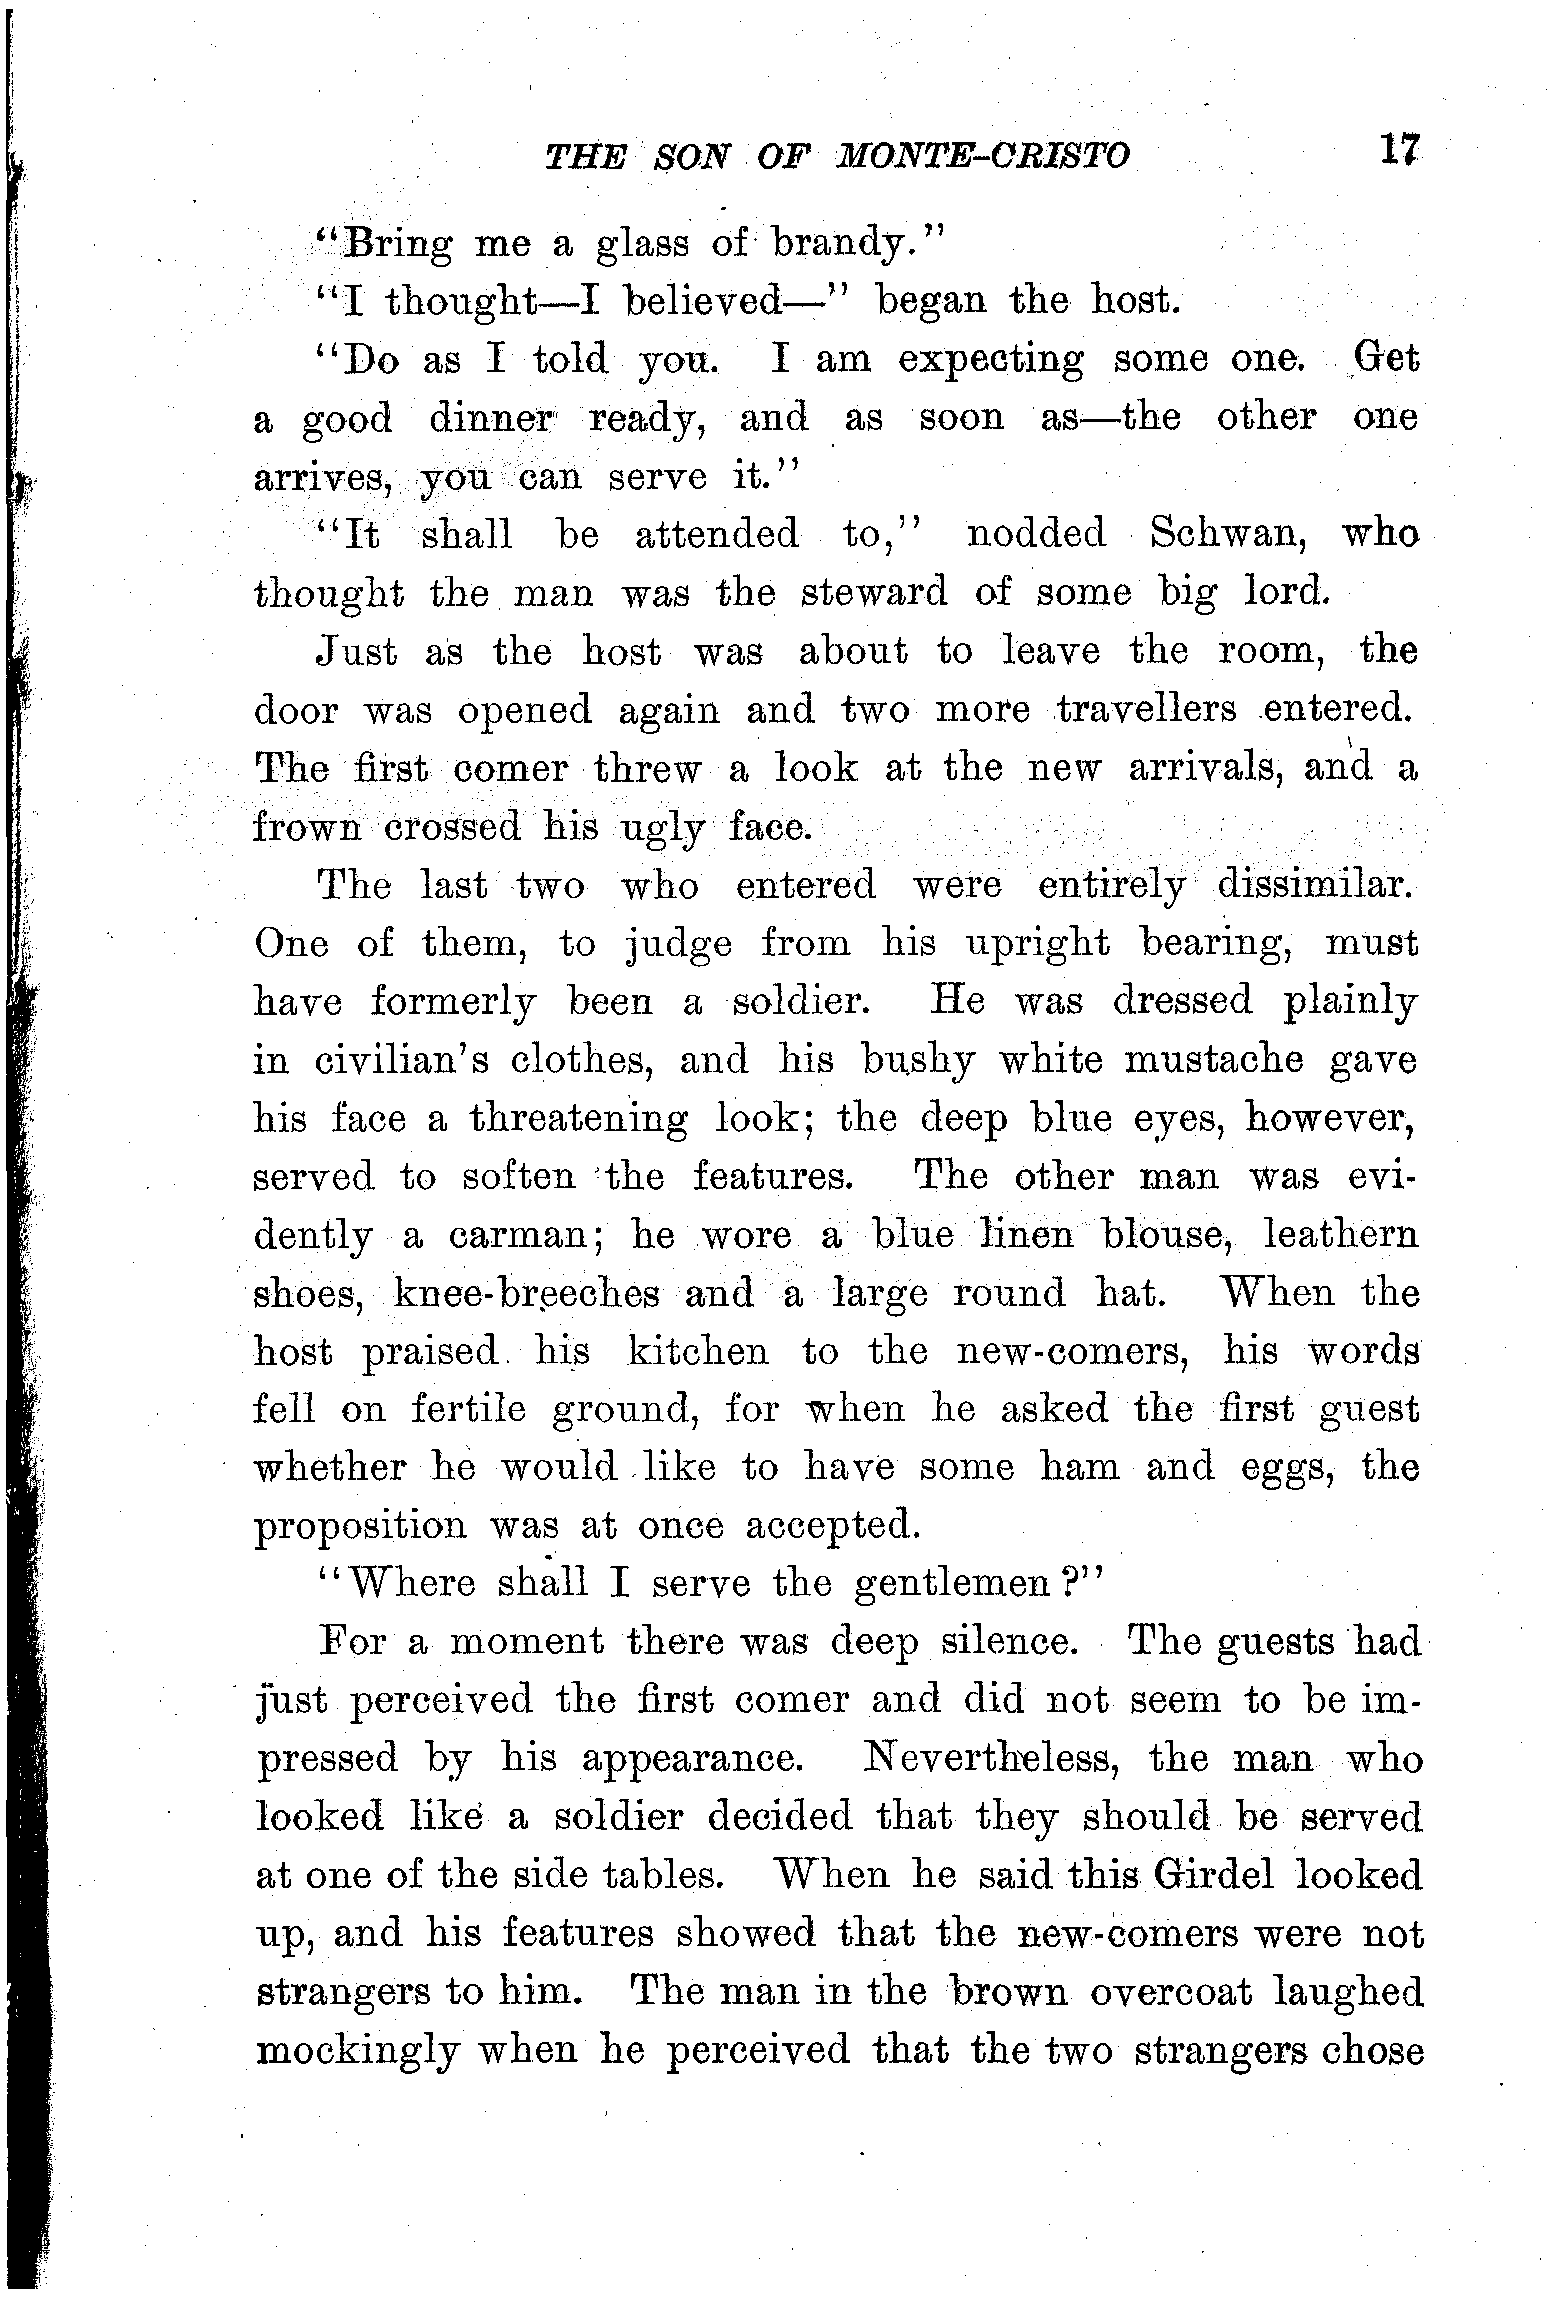 THE SON OF MONTE-CRISTO 17
"Bring me a glass of brandy."
"I thought—I believed—" began the host.
"Do as I told you. I am expecting some one. Get
a good dinner ready, and as soon as—the other one
arrives, you can serve it."
"It shall be attended to," nodded Schwan, who
thought the man was the steward of some big lord.
Just as the host was about to leave the room, the
door was opened again and two more travellers entered.
The first comer threw a look at the new arrivals, and a
frown crossed his ugly face.
The last two who entered were entirely dissimilar.
One of them, to judge from his upright bearing, must
have formerly been a soldier. He was dressed plainly
in civilian's clothes, and his bushy white mustache gave
his face a threatening look; the deep blue eyes, however,
served to soften the features. The other man was evi-
dently a carman; he wore a blue linen blouse, leathern
shoes, knee-breeches and a large round hat. When the
host praised his kitchen to the new-comers, his words
fell on fertile ground, for when he asked the first guest
whether he would like to have some ham and eggs, the
proposition was at once accepted.
"Where shall I serve the gentlemen?"
For a moment there was deep silence. The guests had
just perceived the first comer and did not seem to be im-
pressed by his appearance. Nevertheless, the man who
looked like a soldier decided that they should be served
at one of the side tables. When he said this Girdel looked
up, and his features showed that the new-comers were not
strangers to him. The man in the brown overcoat laughed
mockingly when he perceived that the two strangers chose